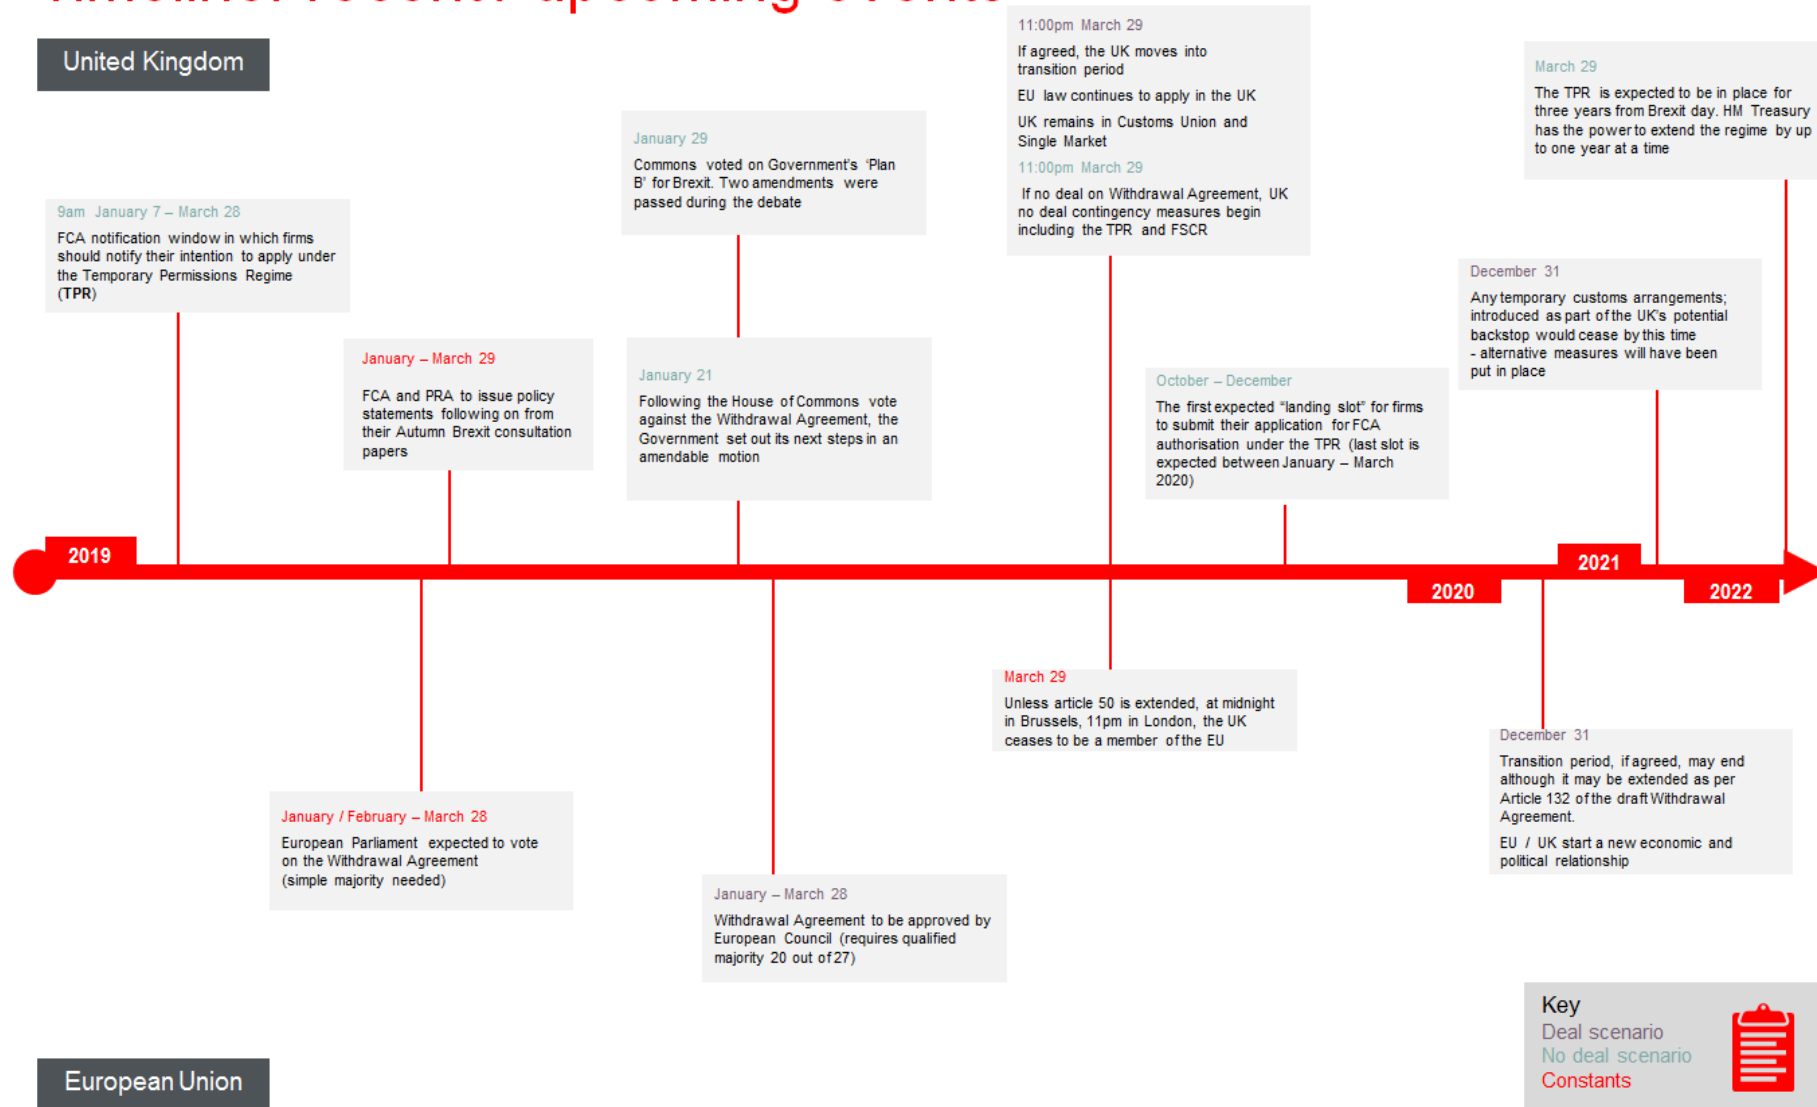 Timeline: recent/ upcoming events
United Kingdom
9am January 7 – March 28
FCA notification window in which firms
should notify their intention to apply under
the Temporary Permissions Regime
(TPR)
January – March 29
FCA and PRA to issue policy
statements following on from
their Autumn Brexit consultation
papers
January 29
Commons voted on Government's 'Plan
B' for Brexit. Two amendments were
passed during the debate
January 21
Following the House of Commons vote
against the Withdrawal Agreement, the
Government set out its next steps in an
amendable motion
11:00pm March 29
If agreed, the UK moves into
transition period
EU law continues to apply in the UK
UK remains in Customs Union and
Single Market
11:00pm March 29
If no deal on Withdrawal Agreement, UK
no deal contingency measures begin
including the TPR and FSCR
October – December
The first expected “landing slot” for firms
to submit their application for FCA
authorisation under the TPR (last slot is
expected between January – March
2020)
December 31
Any temporary customs arrangements;
introduced as part of the UK's potential
backstop would cease by this time
- alternative measures will have been
put in place
March 29
The TPR is expected to be in place for
three years from Brexit day. HM Treasury
has the power to extend the regime by up
to one year at a time
2019
2020
2021
2022
January / February – March 28
European Parliament expected to vote
on the Withdrawal Agreement
(simple majority needed)
January – March 28
Withdrawal Agreement to be approved by
European Council (requires qualified
majority 20 out of 27)
March 29
Unless article 50 is extended, at midnight
in Brussels, 11pm in London, the UK
ceases to be a member of the EU
December 31
Transition period, if agreed, may end
although it may be extended as per
Article 132 of the draft Withdrawal
Agreement.
EU / UK start a new economic and
political relationship
European Union
Key
Deal scenario
No deal scenario
Constants